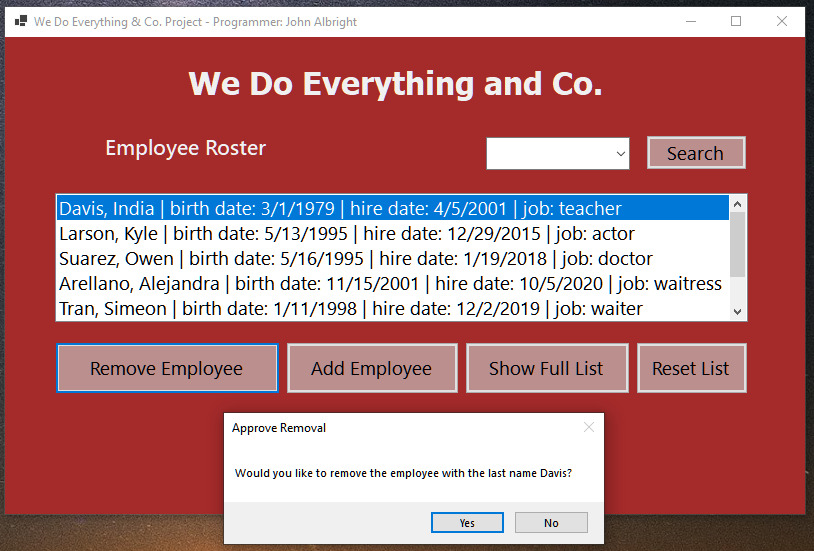 We Do Everything & Co. Project - Programmer: John Albright
We Do Everything and Co.
Employee Roster
Search
Davis, India | birth date: 3/1/1979 | hire date: 4/5/2001 | job: teacher
Larson, Kyle | birth date: 5/13/1995 | hire date: 12/29/2015 | job: actor
Suarez, Owen | birth date: 5/16/1995 | hire date: 1/19/2018 | job: doctor
Arellano, Alejandra | birth date: 11/15/2001 | hire date: 10/5/2020 | job: waitress
Tran, Simeon | birth date: 1/11/1998 | hire date: 12/2/2019 | job: waiter
Remove Employee
Add Employee
Show Full List
Reset List
Approve Removal
Would you like to remove the employee with the last name Davis?
Yes
No